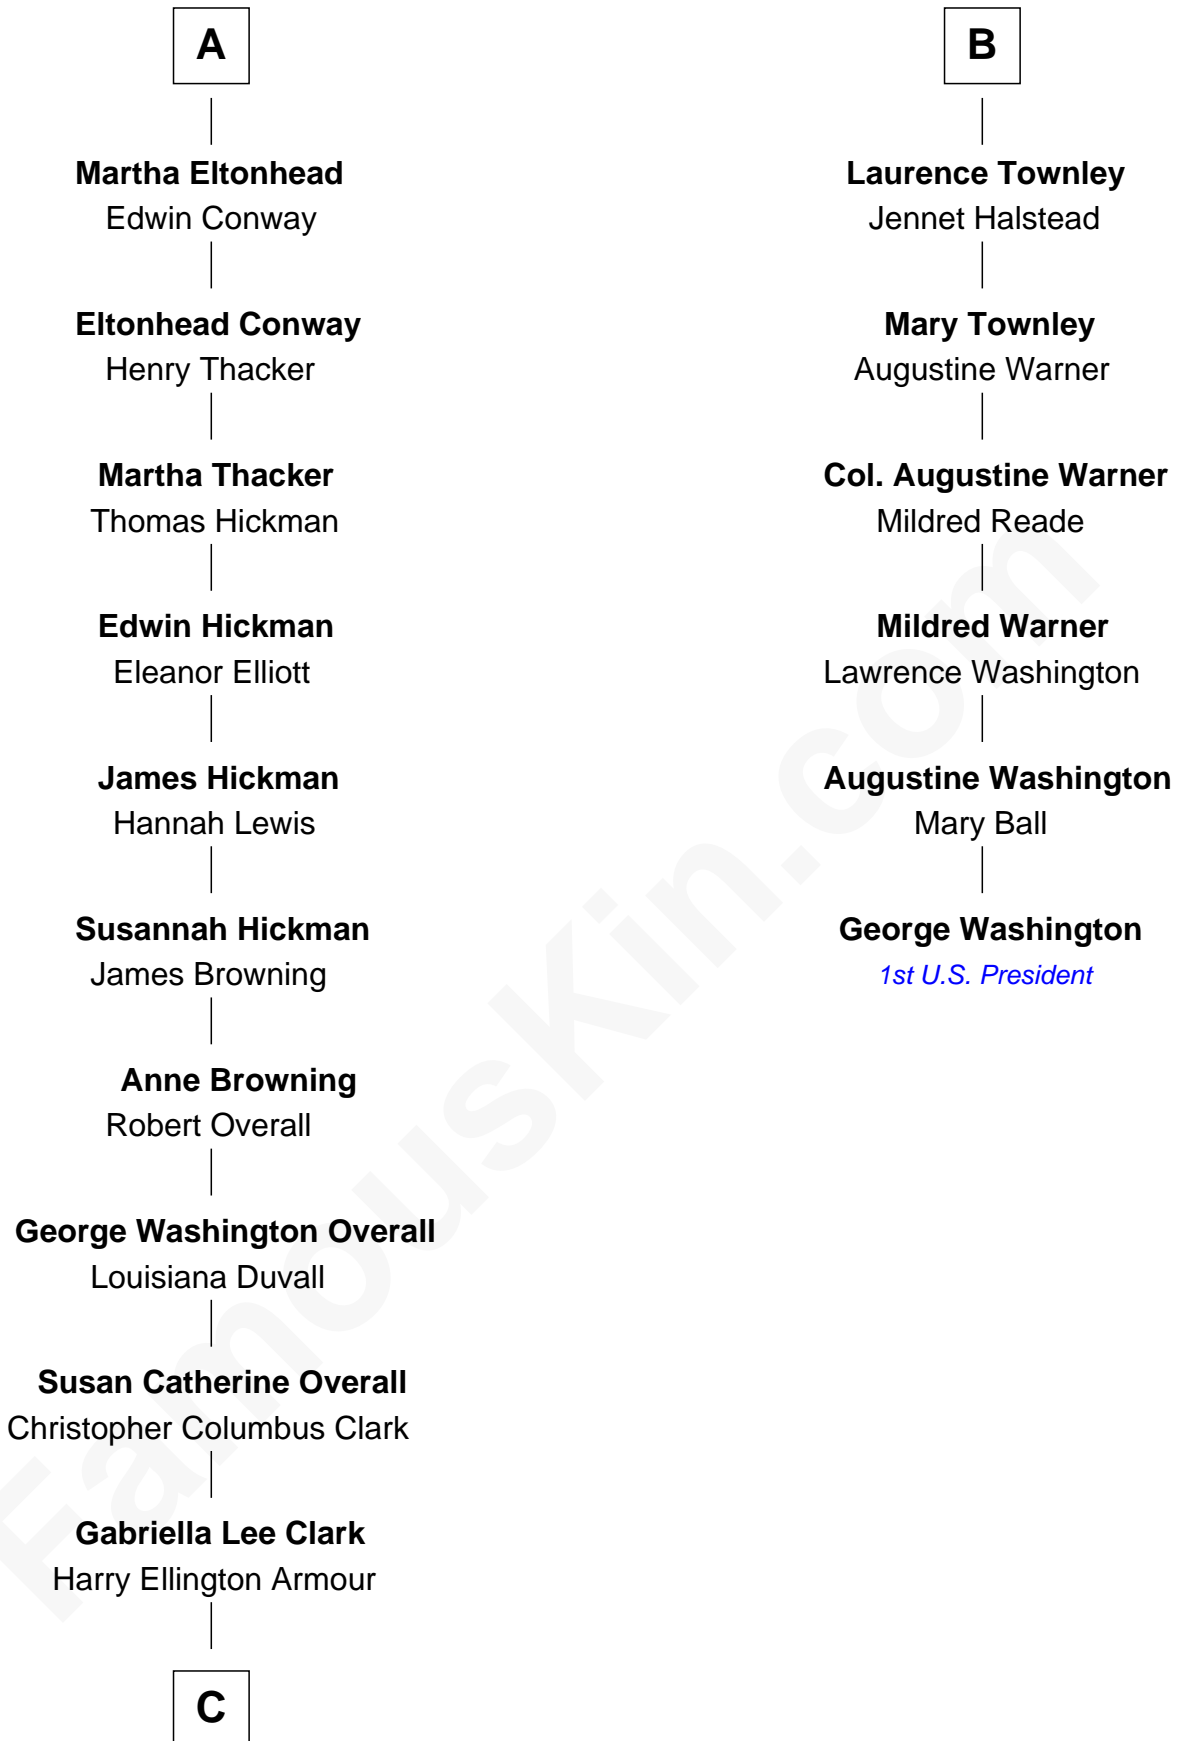 A
Martha Eltonhead
Edwin Conway
Eltonhead Conway
Henry Thacker
Martha Thacker
Thomas Hickman
Edwin Hickman
Eleanor Elliott
James Hickman
Hannah Lewis
Susannah Hickman
James Browning
Anne Browning
Robert Overall
George Washington Overall
Louisiana Duvall
Susan Catherine Overall
Christopher Columbus Clark
Gabriella Lee Clark
Harry Ellington Armour
C
B
Laurence Townley
Jennet Halstead
Mary Townley
Augustine Warner
Col. Augustine Warner
Mildred Reade
Mildred Warner
Lawrence Washington
Augustine Washington
Mary Ball
George Washington
1st U.S. President
FamousKin.com